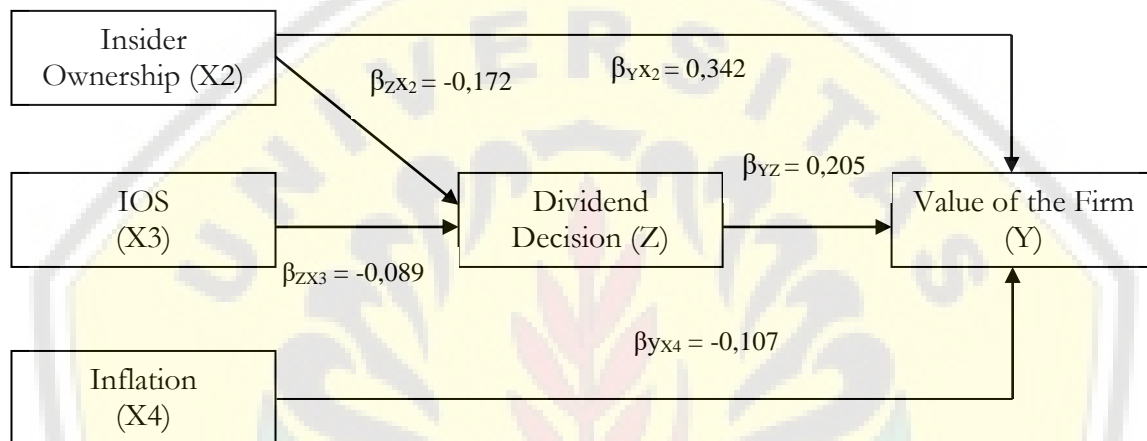 Insider
Ownership (X2)
βZX2 = -0,172
βYX2 = 0,342
IOS
(X3)
βZX3 = -0,089
Dividend
Decision (Z)
βYZ = 0,205
Value of the Firm
(Y)
Inflation
(X4)
βyX4 = -0,107
UNIVERSITAS